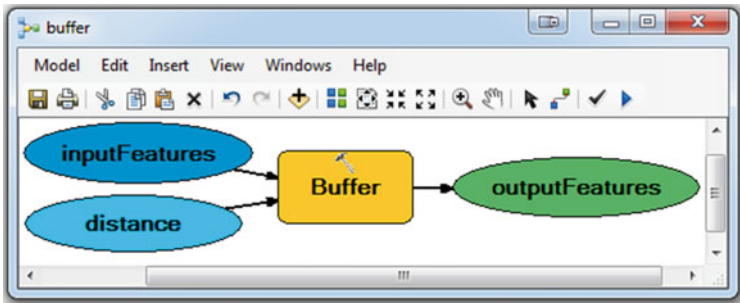 buffer
Model Edit Insert View Windows Help
inputFeatures
Buffer
outputFeatures
distance